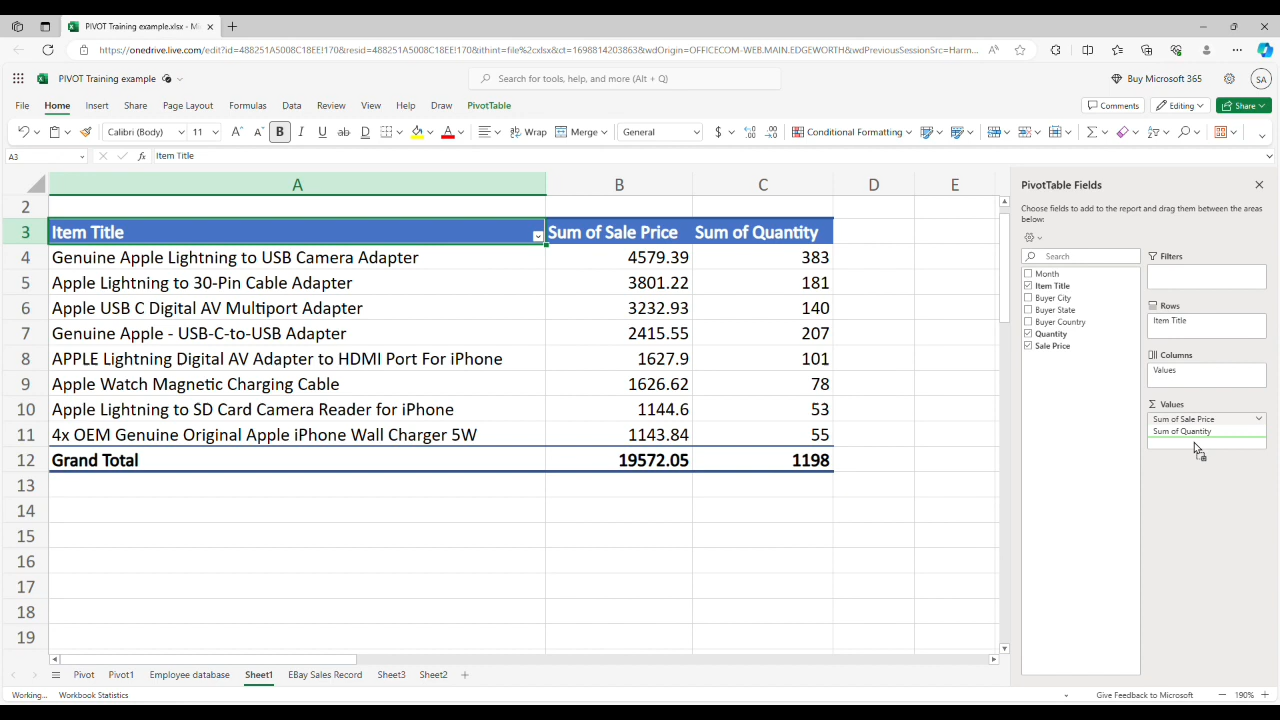 PIVOT Training example.xlsx - Mi
https://onedrive.live.com/edit?id=488251A5008C18EE!170&resid=488251A5008C18EE!170&ithint=file%2cxlsx&ct=1698814203863&wdOrigin=OFFICECOM-WEB.MAIN.EDGEWORTH&wdPreviousSessionSrc=Harm...
PIVOT Training example
Search for tools, help, and more (Alt + Q)
Buy Microsoft 365
SA
File Home Insert Share Page Layout Formulas Data Review View Help Draw PivotTable
Comments Editing Share
Calibri (Body) 11 B I U ab D A Wrap Merge General $ Conditional Formatting
A3 fx Item Title
A B C D E
2
3 Item Title Sum of Sale Price Sum of Quantity
4 Genuine Apple Lightning to USB Camera Adapter 4579.39 383
5 Apple Lightning to 30-Pin Cable Adapter 3801.22 181
6 Apple USB C Digital AV Multiport Adapter 3232.93 140
7 Genuine Apple - USB-C-to-USB Adapter 2415.55 207
8 APPLE Lightning Digital AV Adapter to HDMI Port For iPhone 1627.9 101
9 Apple Watch Magnetic Charging Cable 1626.62 78
10 Apple Lightning to SD Card Camera Reader for iPhone 1144.6 53
11 4x OEM Genuine Original Apple iPhone Wall Charger 5W 1143.84 55
12 Grand Total 19572.05 1198
13
14
15
16
17
18
19
PivotTable Fields
Choose fields to add to the report and drag them between the areas
below:
Search
Month
Item Title
Buyer City
Buyer State
Buyer Country
Quantity
Sale Price
Filters
Rows
Item Title
Columns
Values
Σ Values
Sum of Sale Price
Sum of Quantity
Pivot Pivot1 Employee database Sheet1 EBay Sales Record Sheet3 Sheet2
Working... Workbook Statistics
Give Feedback to Microsoft 190%